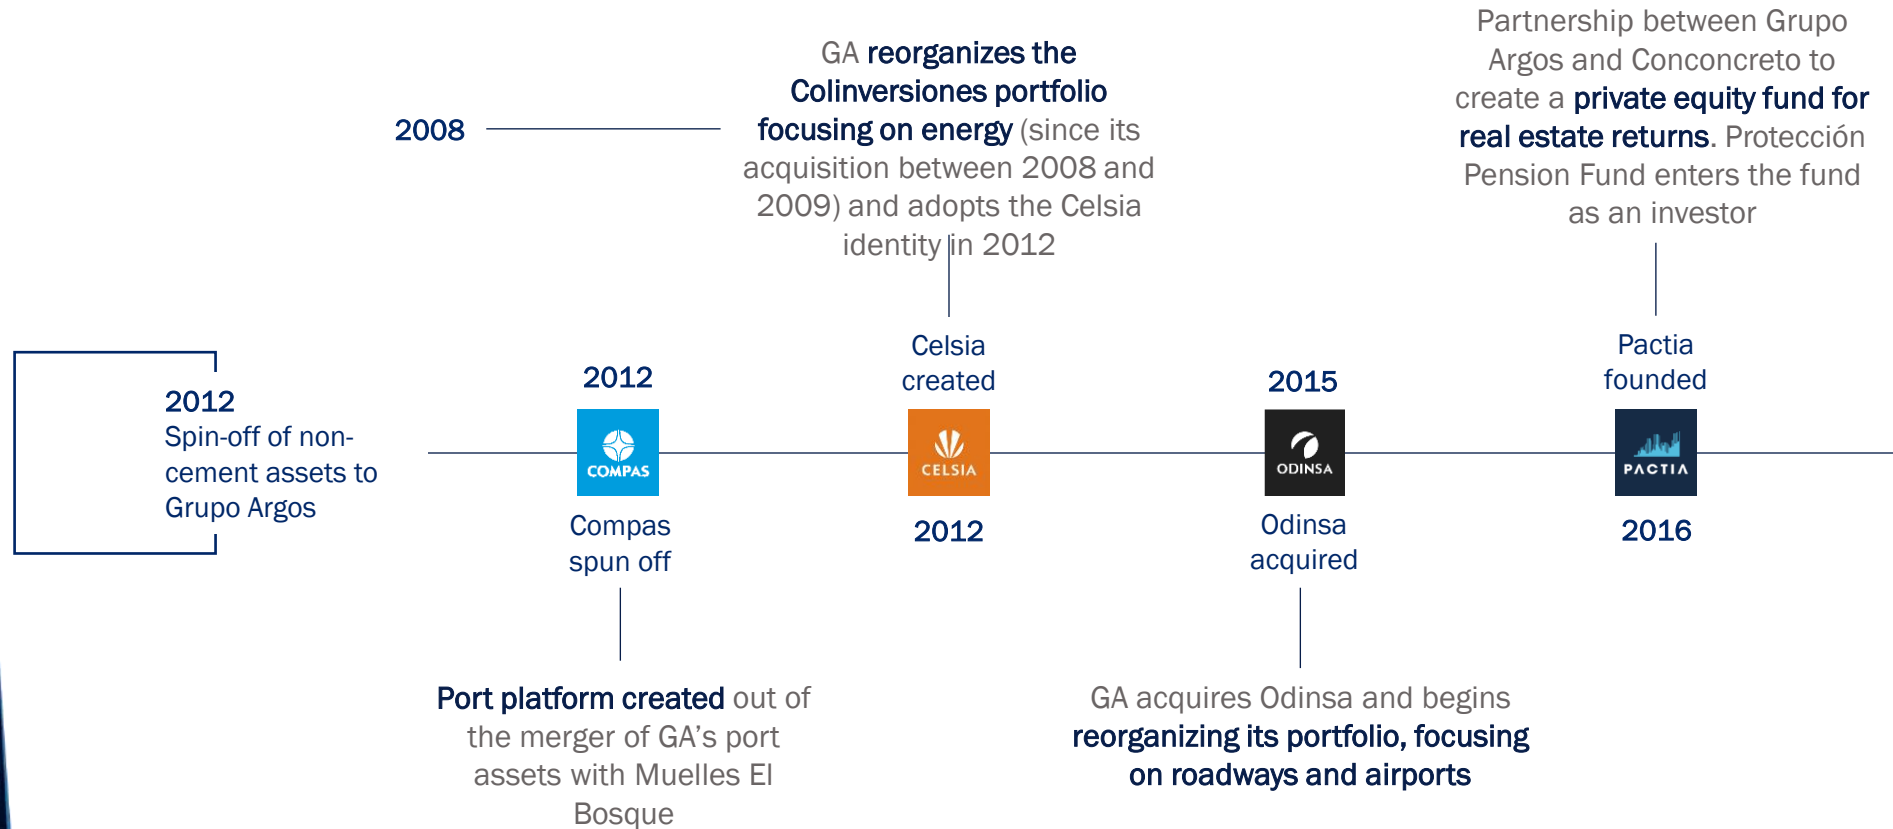 Partnership between Grupo
Argos and Conconcreto to
create a private equity fund for
real estate returns. Protección
Pension Fund enters the fund
as an investor
GA reorganizes the
Colinversiones portfolio
focusing on energy (since its
acquisition between 2008 and
2009) and adopts the Celsia
identity in 2012
2008
2012
Spin-off of non-
cement assets to
Grupo Argos
2012
COMPAS
Compas
spun off
Port platform created out of
the merger of GA’s port
assets with Muelles El
Bosque
Celsia
created
CELSIA
2012
2015
ODINSA
Odinsa
acquired
GA acquires Odinsa and begins
reorganizing its portfolio, focusing
on roadways and airports
Pactia
founded
PACTIA
2016